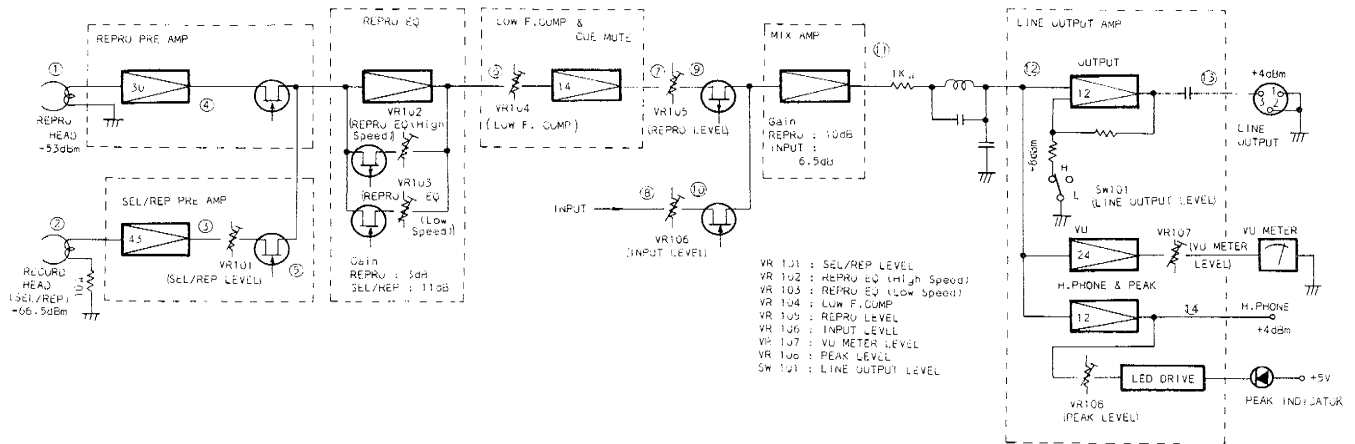 REPRO PRE AMP
REPRO EQ
LOW F.COMP &
CUE MUTE
MIX AMP
LINE OUTPUT AMP
①
30
④
REPRO
HEAD
-53dBm
VR102
(REPRO EQ(High
Speed)
VR103
(REPRO EQ
(Low
Speed)
Gain
REPRO : 5dB
SEL/REP : 11dB
⑥
VR104
(LOW F. COMP)
14
⑦
⑨
VR105
(REPRO LEVEL)
Gain
REPRO : 10dB
INPUT :
6.5dB
⑪
1KΩ
⑫
OUTPUT
12
⑬
+4dBm
1
2
3
LINE
OUTPUT
-6dBm
H
L
SW101
(LINE OUTPUT LEVEL)
SEL/REP PRE AMP
②
43
③
VR101
(SEL/REP LEVEL)
⑤
RECORD
HEAD
(SEL/REP)
-66.5dBm
10Ω
INPUT
⑧
⑩
VR106
(INPUT LEVEL)
VU
24
VR107
(VU METER
LEVEL)
VU METER
H.PHONE & PEAK
12
14
H.PHONE
+4dBm
VR108
(PEAK LEVEL)
LED DRIVE
+5V
PEAK INDICATOR
VR 101 : SEL/REP LEVEL
VR 102 : REPRO EQ (High Speed)
VR 103 : REPRO EQ (Low Speed)
VR 104 : LOW F.COMP
VR 105 : REPRO LEVEL
VR 106 : INPUT LEVEL
VR 107 : VU METER LEVEL
VR 108 : PEAK LEVEL
SW 101 : LINE OUTPUT LEVEL